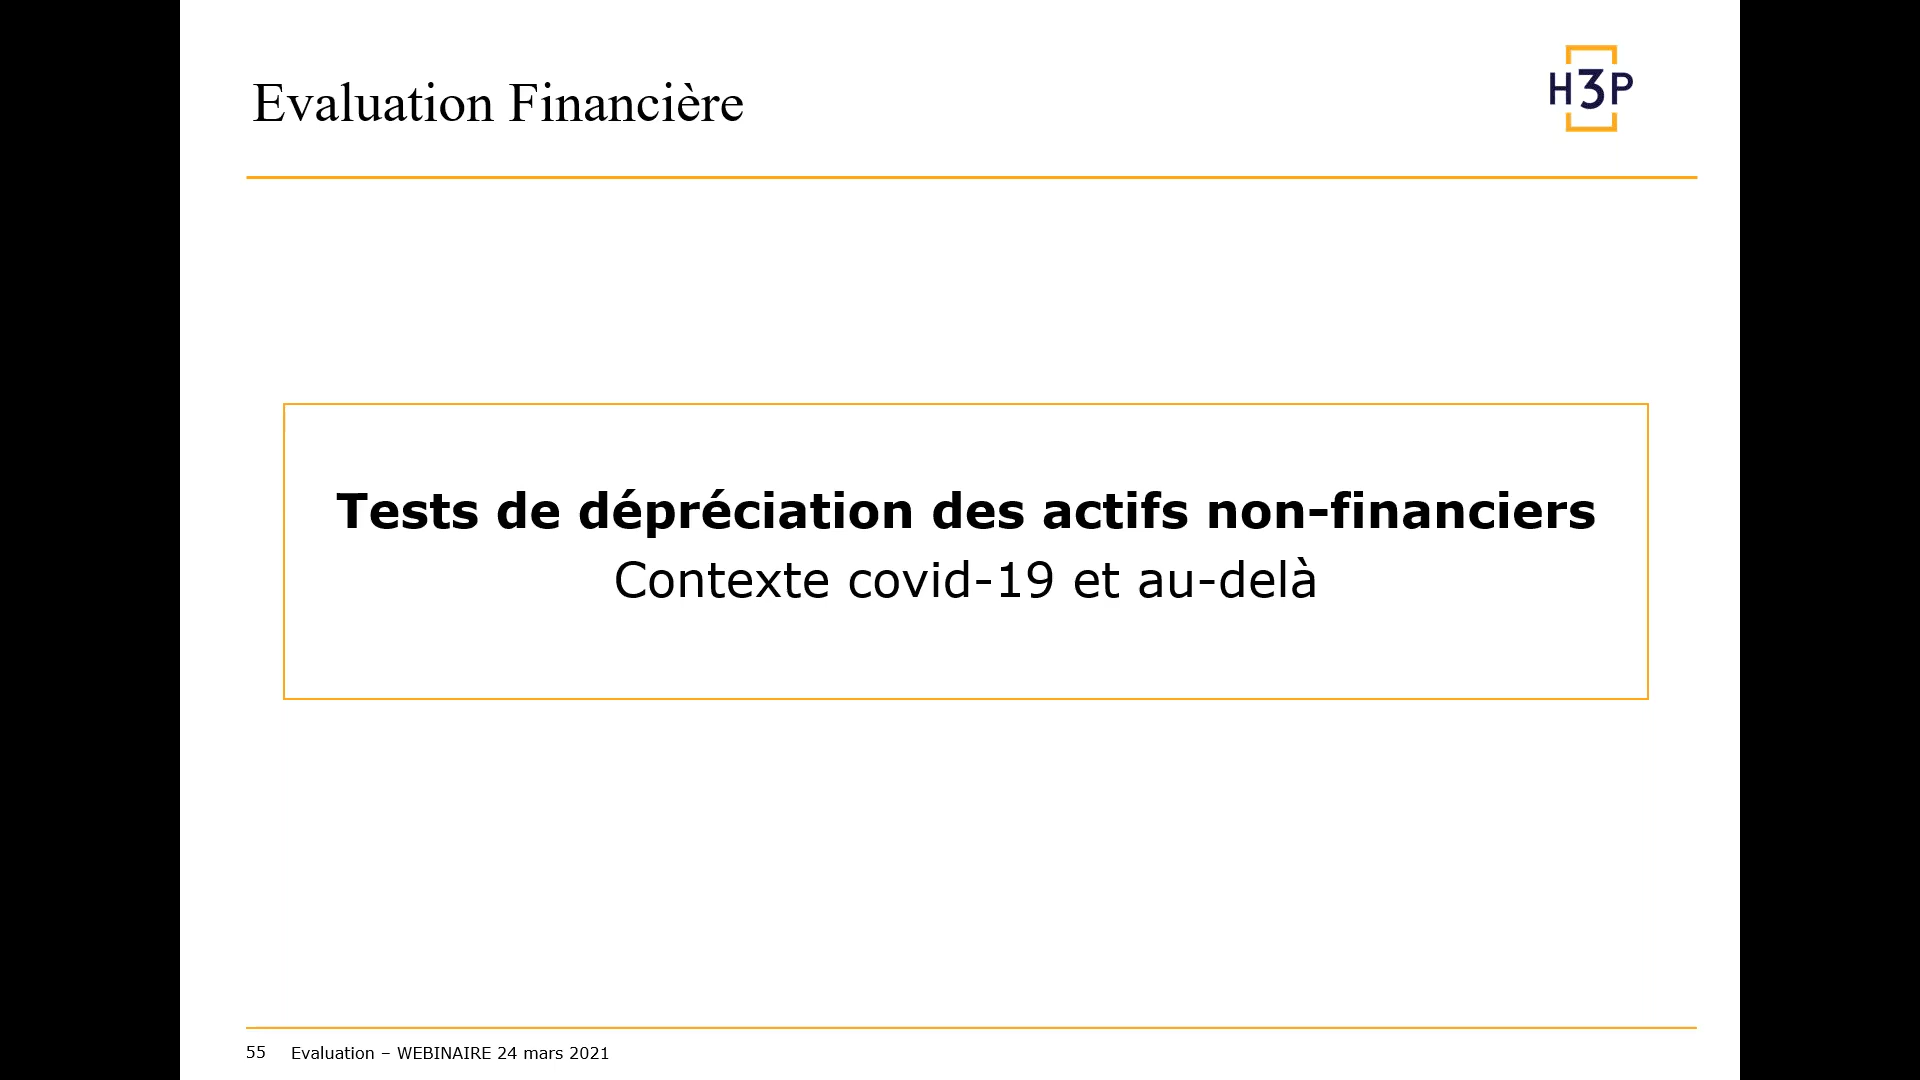 Evaluation Financière
H3P
Tests de dépréciation des actifs non-financiers
Contexte covid-19 et au-delà
55 Evaluation – WEBINAIRE 24 mars 2021